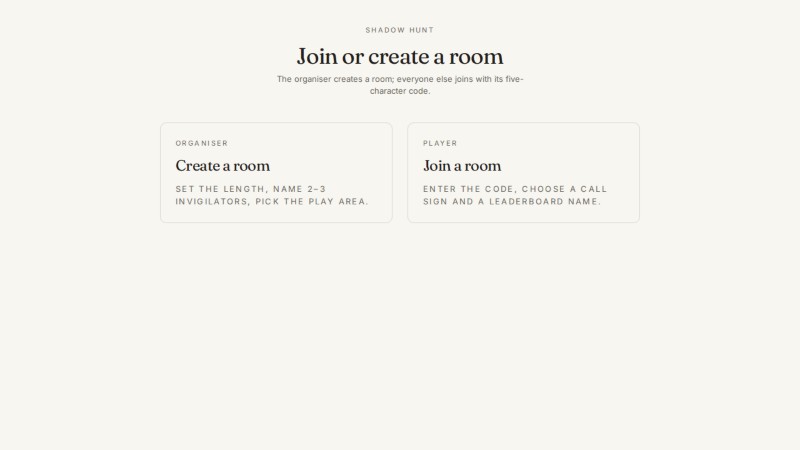 SHADOW HUNT
Join or create a room
The organiser creates a room; everyone else joins with its five-
character code.
ORGANISER
Create a room
SET THE LENGTH, NAME 2–3
INVIGILATORS, PICK THE PLAY AREA.
PLAYER
Join a room
ENTER THE CODE, CHOOSE A CALL
SIGN AND A LEADERBOARD NAME.